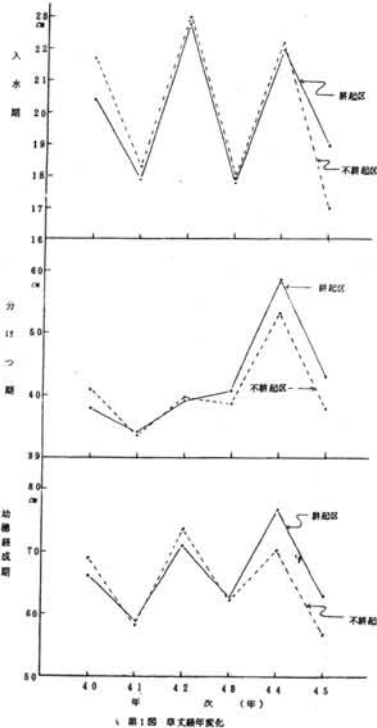 28
cm
22
21
20
19
18
17
16
入水期
耕起区
不耕起区
60
cm
50
40
30
分けつ期
耕起区
不耕起区
80
cm
70
60
50
幼穂経成期
耕起区
不耕起区
40 41 42 43 44 45
年次(年)
第1図 草丈経年変化